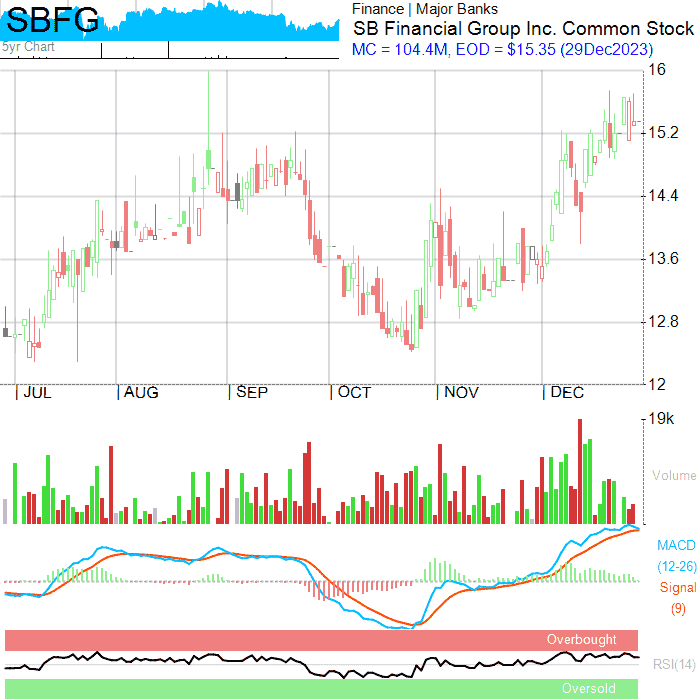 SBFG
5yr Chart
Finance | Major Banks
SB Financial Group Inc. Common Stock
MC = 104.4M, EOD = $15.35 (29Dec2023)
16
15.2
14.4
13.6
12.8
12
| JUL | AUG | SEP | OCT | NOV | DEC
19k
Volume
MACD
(12-26)
Signal
(9)
Overbought
RSI(14)
Oversold